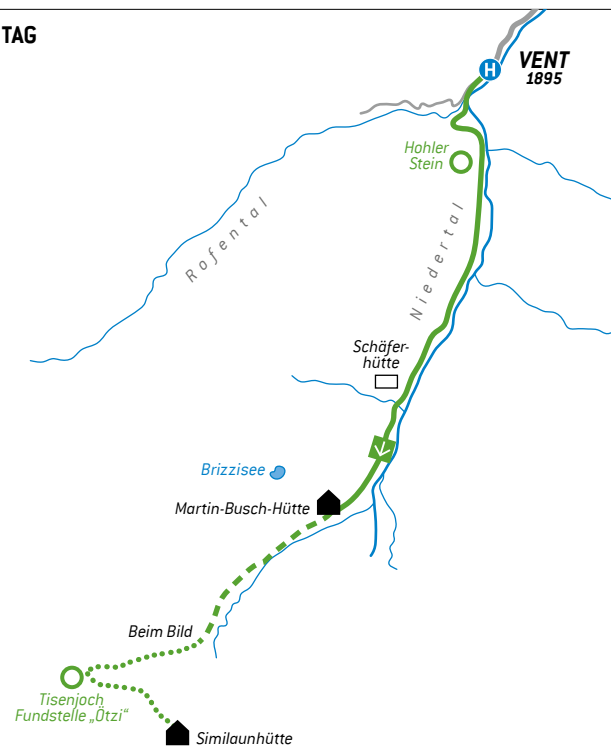 TAG
H
VENT
1895
Hohler
Stein
Rofental
Niedertal
Schäfer-
hütte
Brizzisee
Martin-Busch-Hütte
Beim Bild
Tisenjoch
Fundstelle „Ötzi“
Similaunhütte